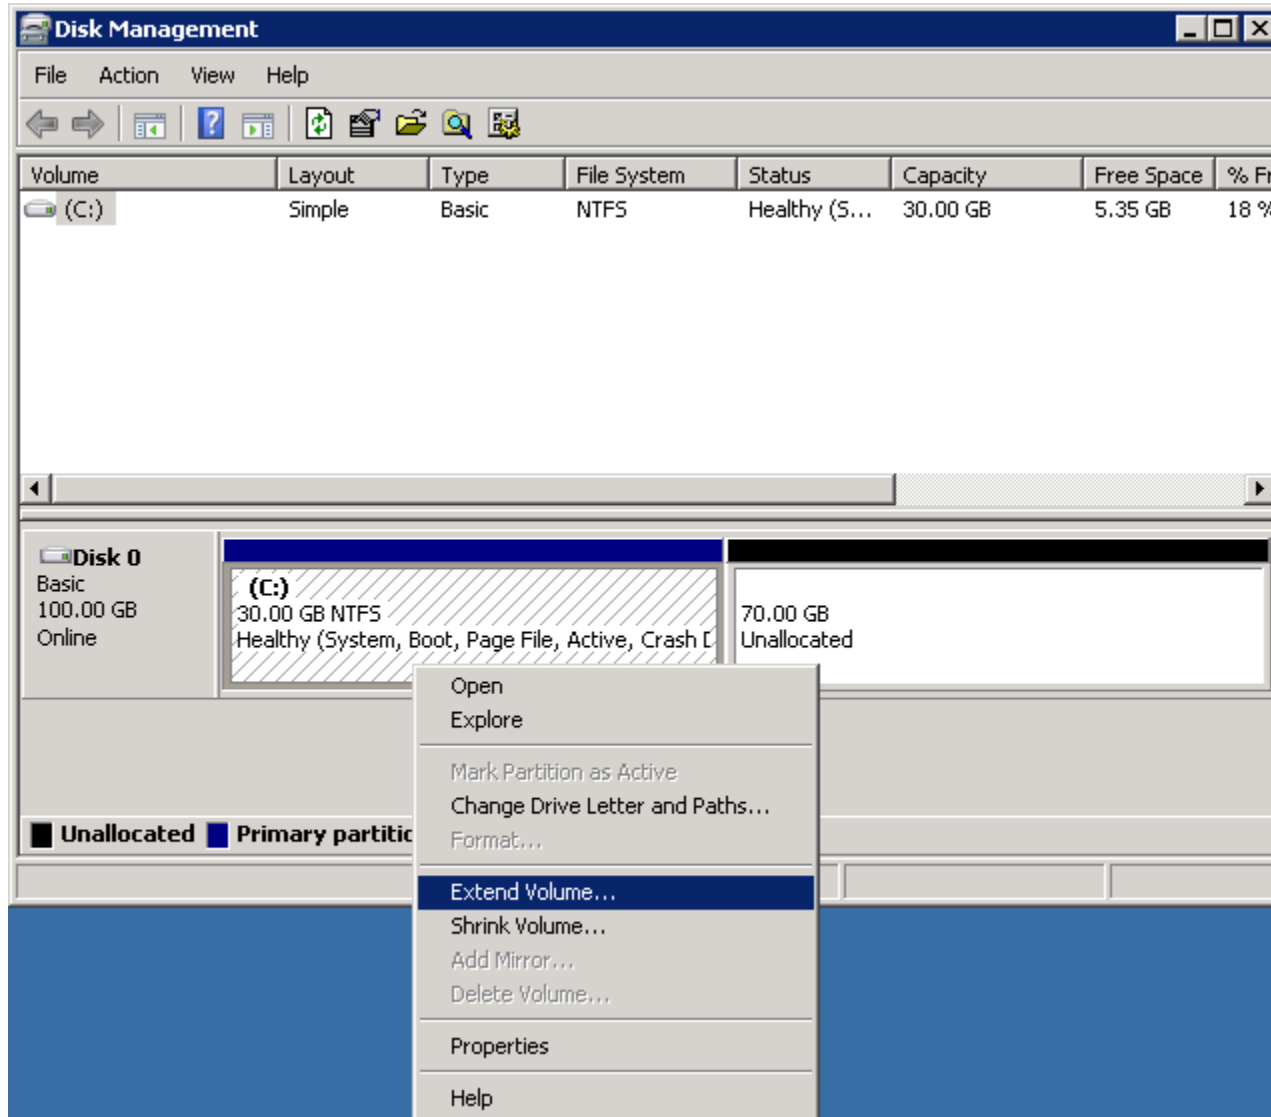 Disk Management
File Action View Help
Volume Layout Type File System Status Capacity Free Space % Fr
(C:) Simple Basic NTFS Healthy (S... 30.00 GB 5.35 GB 18 %
Disk 0
Basic
100.00 GB
Online
(C:)
30.00 GB NTFS
Healthy (System, Boot, Page File, Active, Crash D
70.00 GB
Unallocated
Open
Explore
Mark Partition as Active
Change Drive Letter and Paths...
Format...
Extend Volume...
Shrink Volume...
Add Mirror...
Delete Volume...
Properties
Help
Unallocated Primary partitic